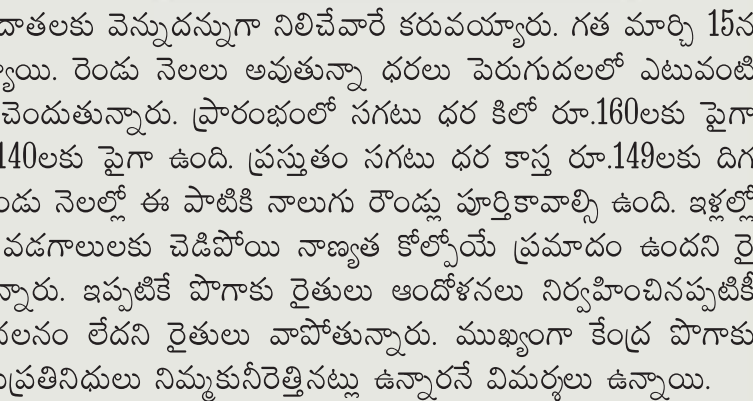 దాతలకు వెన్నుదన్నుగా నిలిచేవారే కరువయ్యారు. గత మార్చి 15న
్యాయి. రెండు నెలలు అవుతున్నా ధరలు పెరుగుదలలో ఎటువంటి
చెందుతున్నారు. ప్రారంభంలో సగటు ధర కిలో రూ.160లకు పైగా
140లకు పైగా ఉంది. ప్రస్తుతం సగటు ధర కాస్త రూ.149లకు దిగ
ండు నెలల్లో ఈ పాటికి నాలుగు రౌండ్లు పూర్తికావాల్సి ఉంది. ఇళ్లల్లో
వడగాలులకు చెడిపోయి నాణ్యత కోల్పోయే ప్రమాదం ఉందని రై
న్నారు. ఇప్పటికే పొగాకు రైతులు ఆందోళనలు నిర్వహించినప్పటికీ
చలనం లేదని రైతులు వాపోతున్నారు. ముఖ్యంగా కేంద్ర పొగాకు
ప్రతినిధులు నిమ్మకునీరెత్తినట్లు ఉన్నారనే విమర్శలు ఉన్నాయి.